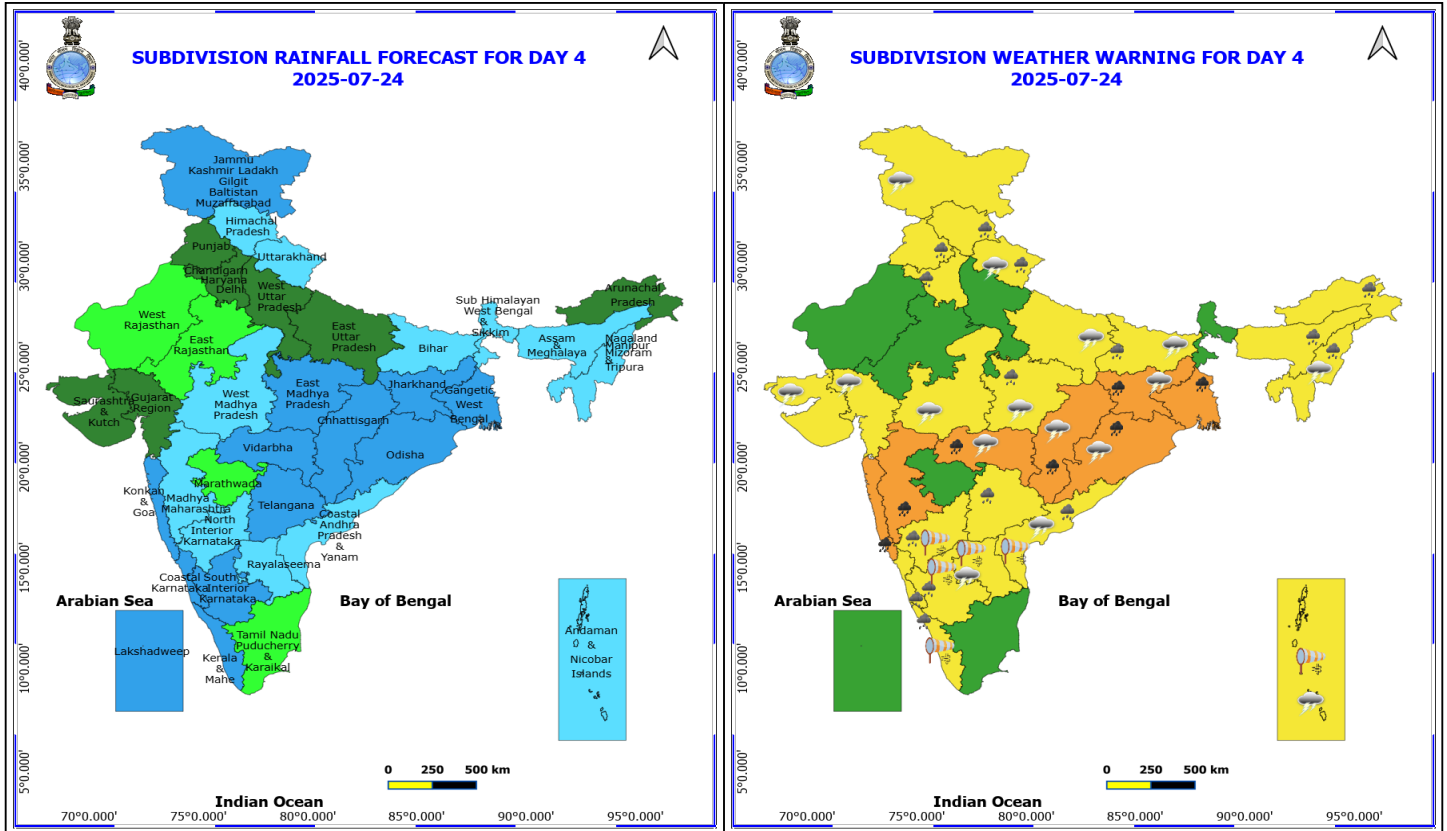 SUBDIVISION RAINFALL FORECAST FOR DAY 4
2025-07-24
40°0.000'
35°0.000'
30°0.000'
25°0.000'
20°0.000'
15°0.000'
10°0.000'
5°0.000'
Jammu
Kashmir Ladakh
Gilgit
Baltistan
Muzaffarabad
Himachal
Pradesh
Punjab
Uttarakhand
Chandigarh
Haryana
Delhi
West
Uttar
Pradesh
East
Uttar
Pradesh
West
Rajasthan
East
Rajasthan
Sub Himalayan
West Bengal
&
Sikkim
Arunachal
Pradesh
Assam
&
Meghalaya
Nagaland
Manipur
Mizoram
&
Tripura
Bihar
Saurashtra
&
Kutch
Gujarat
Region
West
Madhya
Pradesh
East
Madhya
Pradesh
Jharkhand
Gangetic
West
Bengal
Chhattisgarh
Vidarbha
Odisha
Konkan
&
Goa
Madhya
Maharashtra
Marathwada
Telangana
North
Interior
Karnataka
Coastal
Andhra
Pradesh
&
Yanam
Rayalaseema
Coastal
Karnataka
South
Interior
Karnataka
Arabian Sea
Bay of Bengal
Lakshadweep
Tamil Nadu
Puducherry
&
Karaikal
Kerala
&
Mahe
Andaman
&
Nicobar
Islands
0 250 500 km
Indian Ocean
70°0.000' 75°0.000' 80°0.000' 85°0.000' 90°0.000' 95°0.000'
SUBDIVISION WEATHER WARNING FOR DAY 4
2025-07-24
40°0.000'
35°0.000'
30°0.000'
25°0.000'
20°0.000'
15°0.000'
10°0.000'
5°0.000'
Arabian Sea
Bay of Bengal
0 250 500 km
Indian Ocean
70°0.000' 75°0.000' 80°0.000' 85°0.000' 90°0.000' 95°0.000'